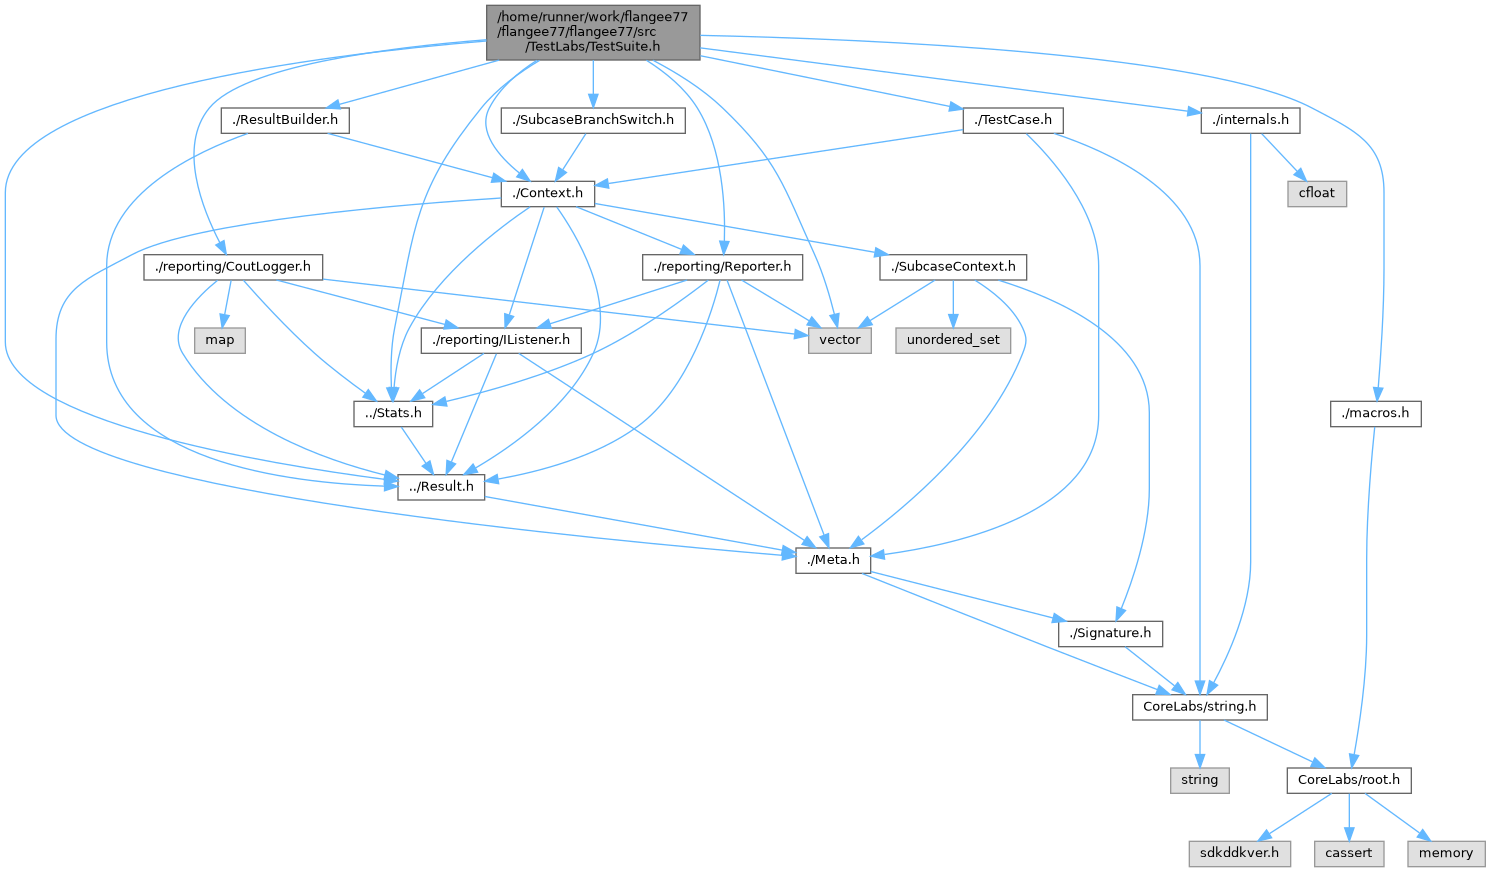 /home/runner/work/flangee77
/flangee77/flangee77/src
/TestLabs/TestSuite.h
./ResultBuilder.h
./SubcaseBranchSwitch.h
./TestCase.h
./internals.h
./Context.h
cfloat
./reporting/CoutLogger.h
./reporting/Reporter.h
./SubcaseContext.h
map
./reporting/IListener.h
vector
unordered_set
../Stats.h
./macros.h
../Result.h
./Meta.h
./Signature.h
CoreLabs/string.h
string
CoreLabs/root.h
sdkddkver.h
cassert
memory